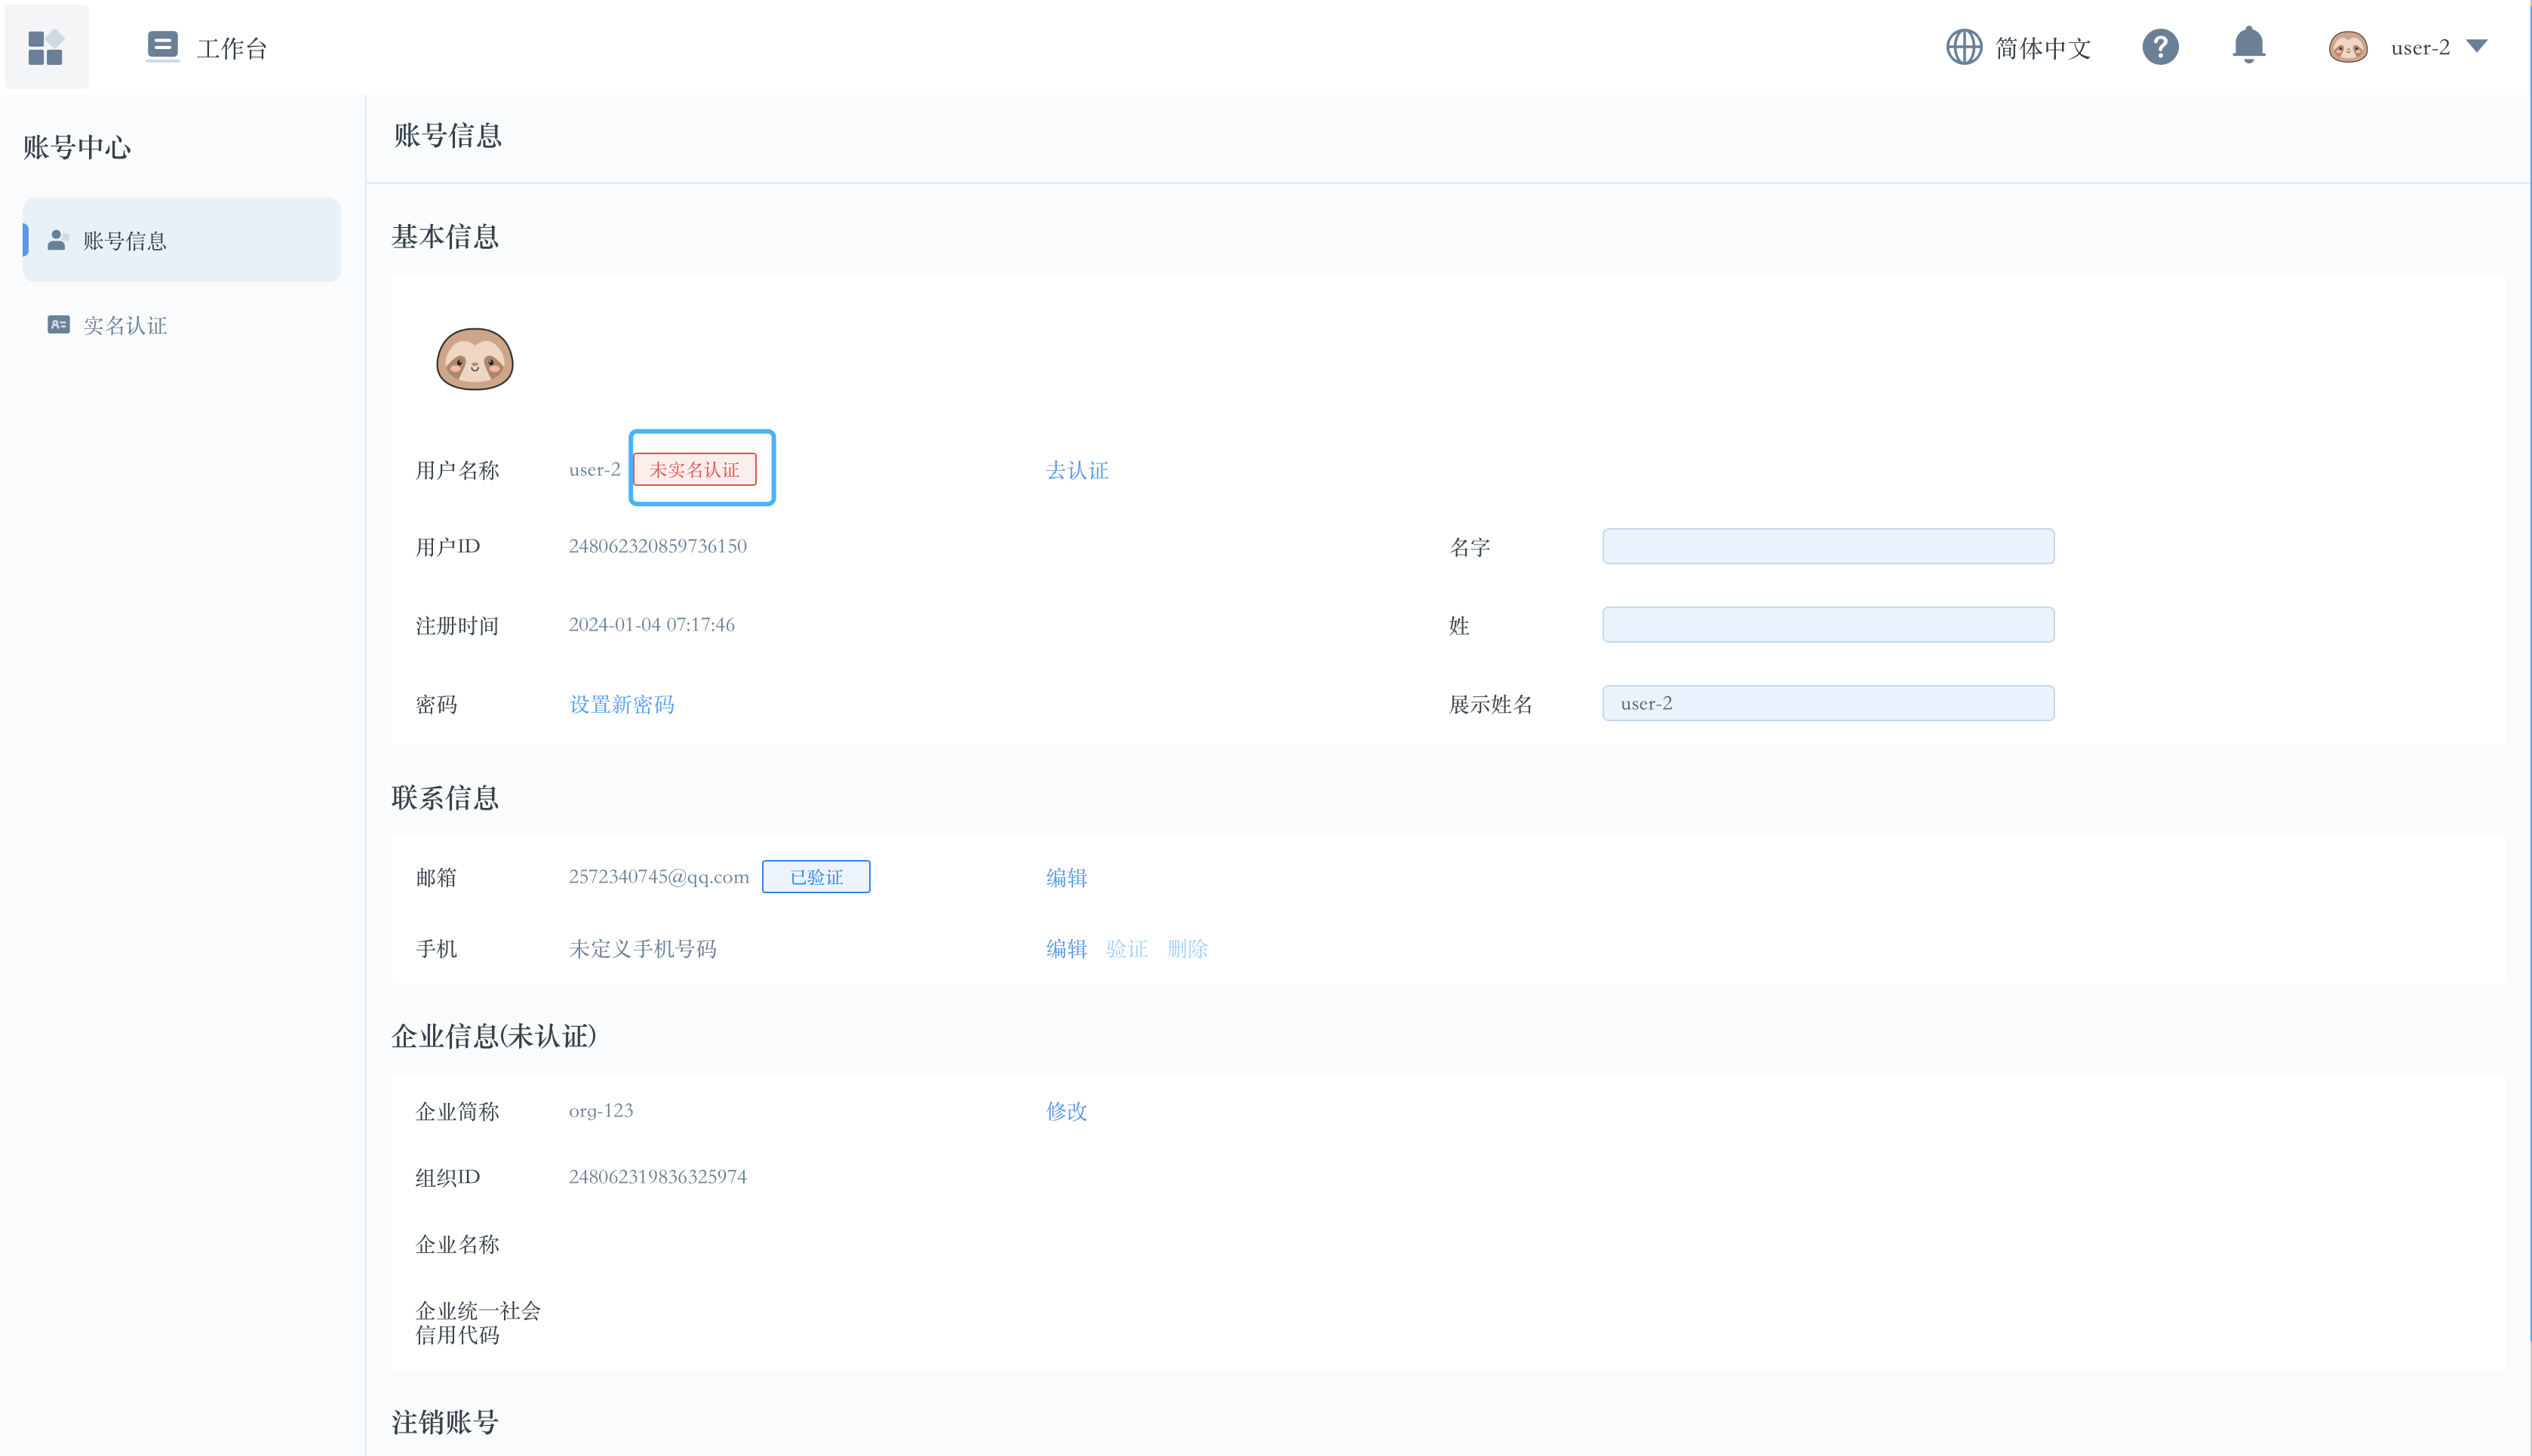 工作台
简体中文
user-2
账号中心
账号信息
实名认证
账号信息
基本信息
用户名称 user-2 未实名认证 去认证
用户ID 248062320859736150 名字
注册时间 2024-01-04 07:17:46 姓
密码 设置新密码 展示姓名 user-2
联系信息
邮箱 2572340745@qq.com 已验证 编辑
手机 未定义手机号码 编辑 验证 删除
企业信息(未认证)
企业简称 org-123 修改
组织ID 248062319836325974
企业名称
企业统一社会
信用代码
注销账号